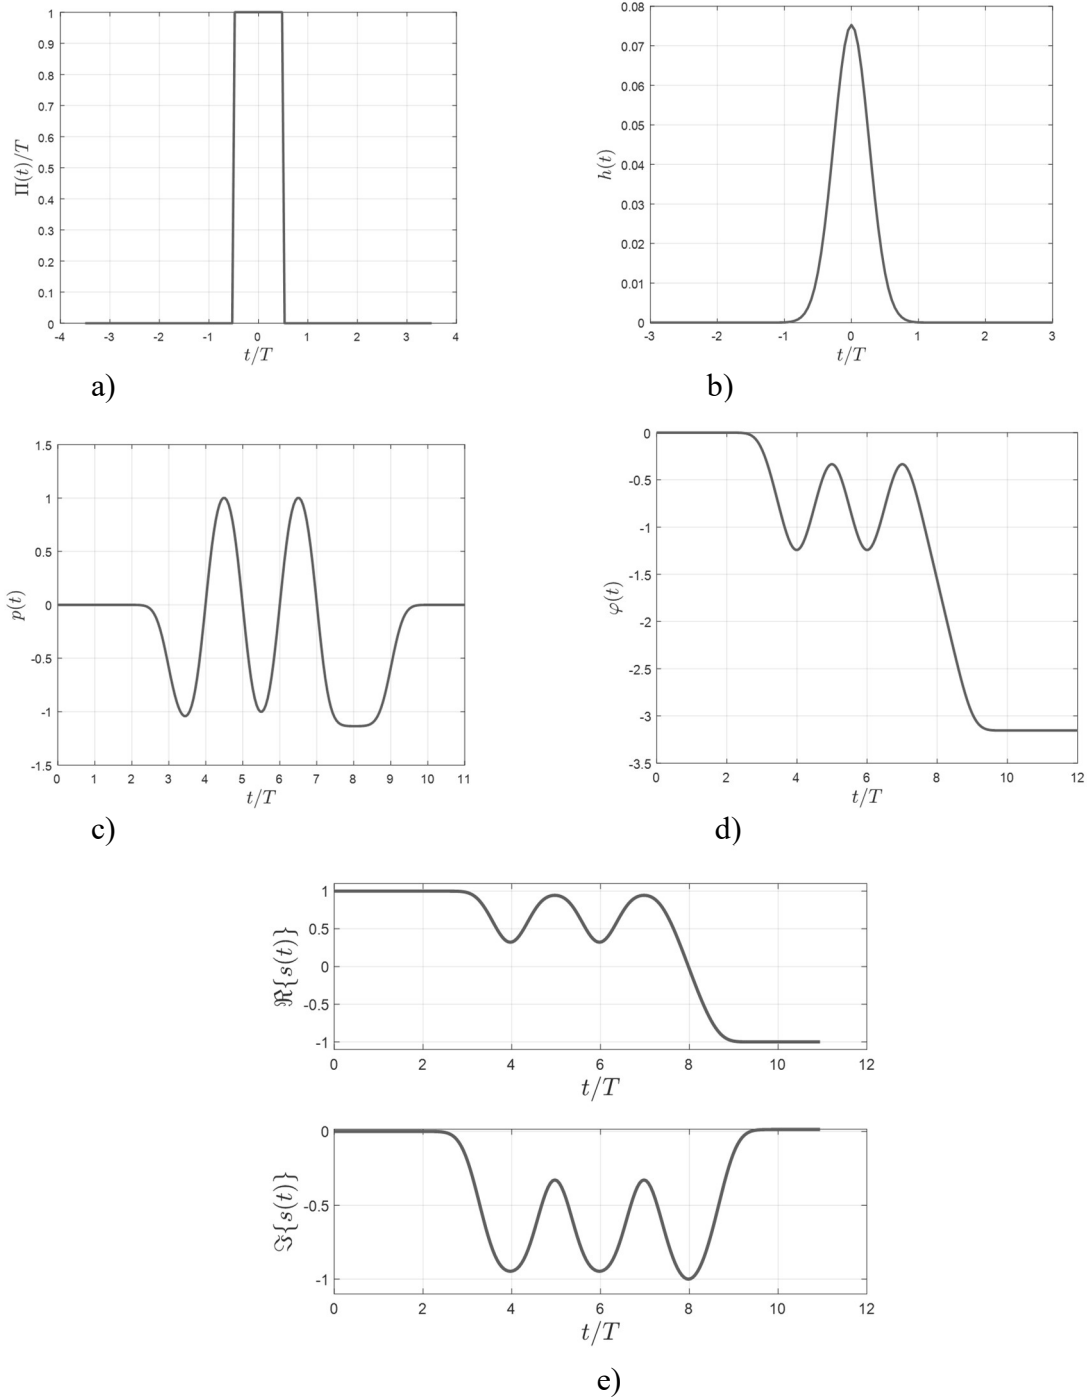 1
0.9
0.8
0.7
0.6
0.5
0.4
0.3
0.2
0.1
0
Π(t)/T
-4 -3 -2 -1 0 1 2 3 4
t/T
a)
0.08
0.07
0.06
0.05
0.04
0.03
0.02
0.01
0
h(t)
-3 -2 -1 0 1 2 3
t/T
b)
1.5
1
0.5
0
-0.5
-1
-1.5
p(t)
0 1 2 3 4 5 6 7 8 9 10 11
t/T
c)
0
-0.5
-1
-1.5
-2
-2.5
-3
-3.5
φ(t)
0 2 4 6 8 10 12
t/T
d)
1
0.5
0
-0.5
-1
ℜ{s(t)}
0 2 4 6 8 10 12
t/T
0
-0.5
-1
ℑ{s(t)}
0 2 4 6 8 10 12
t/T
e)